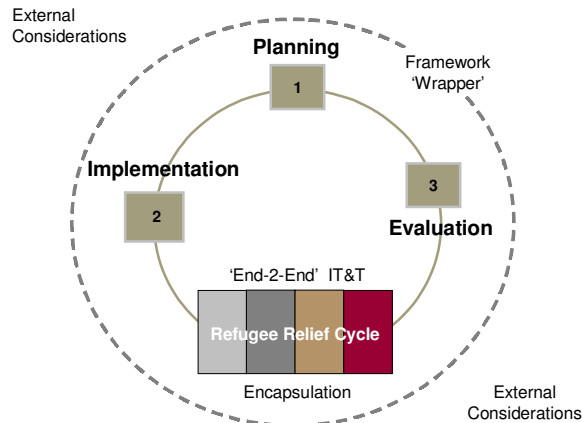 External
Considerations
Planning
1
Framework
‘Wrapper’
Implementation
2
3
Evaluation
‘End-2-End’ IT&T
Refugee Relief Cycle
Encapsulation
External
Considerations